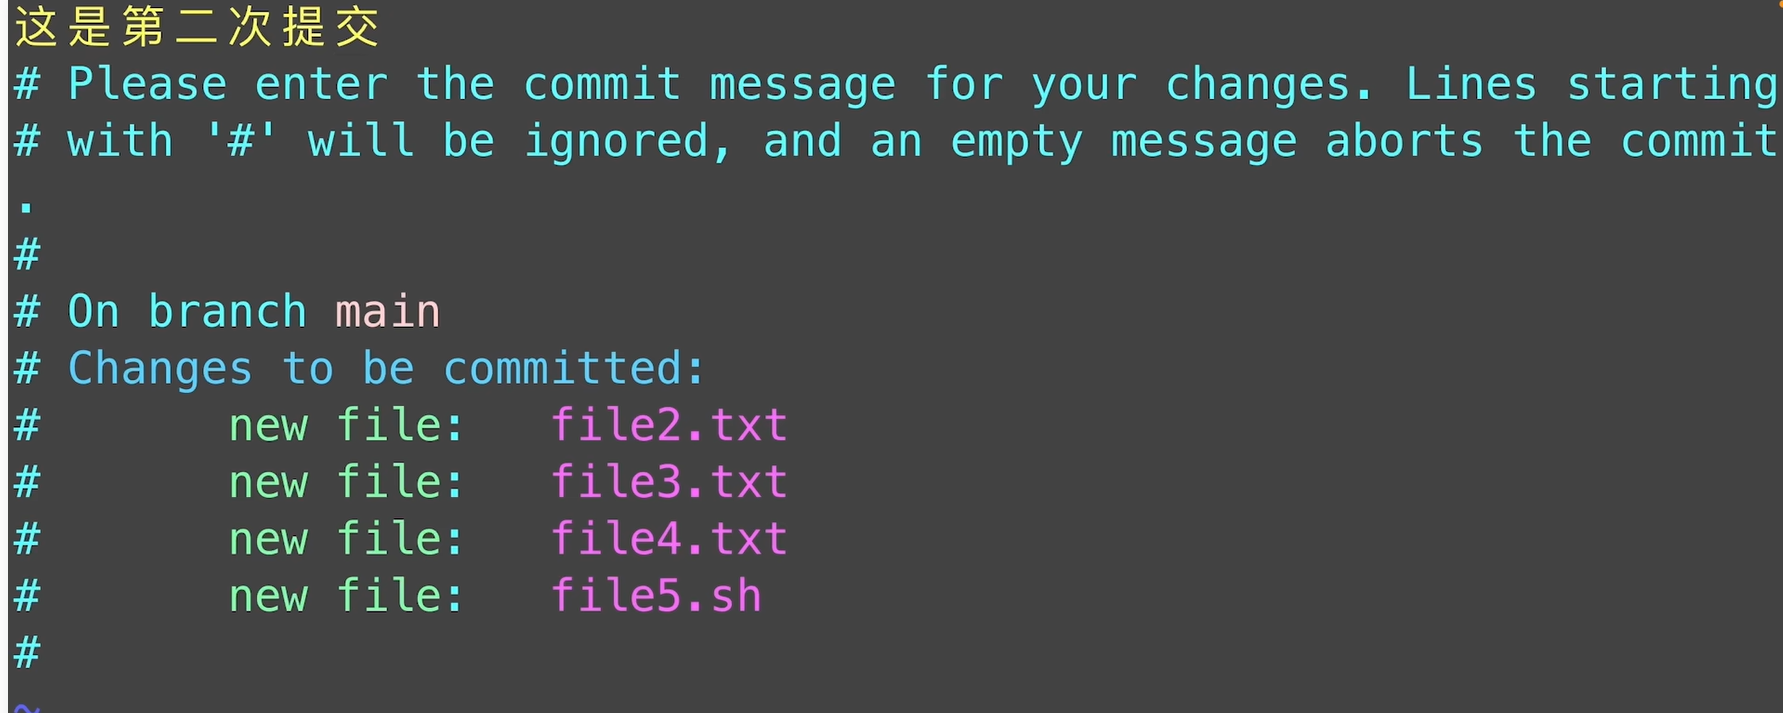 这是第二次提交
# Please enter the commit message for your changes. Lines starting
# with '#' will be ignored, and an empty message aborts the commit
.
#
# On branch main
# Changes to be committed:
#       new file:   file2.txt
#       new file:   file3.txt
#       new file:   file4.txt
#       new file:   file5.sh
#
~